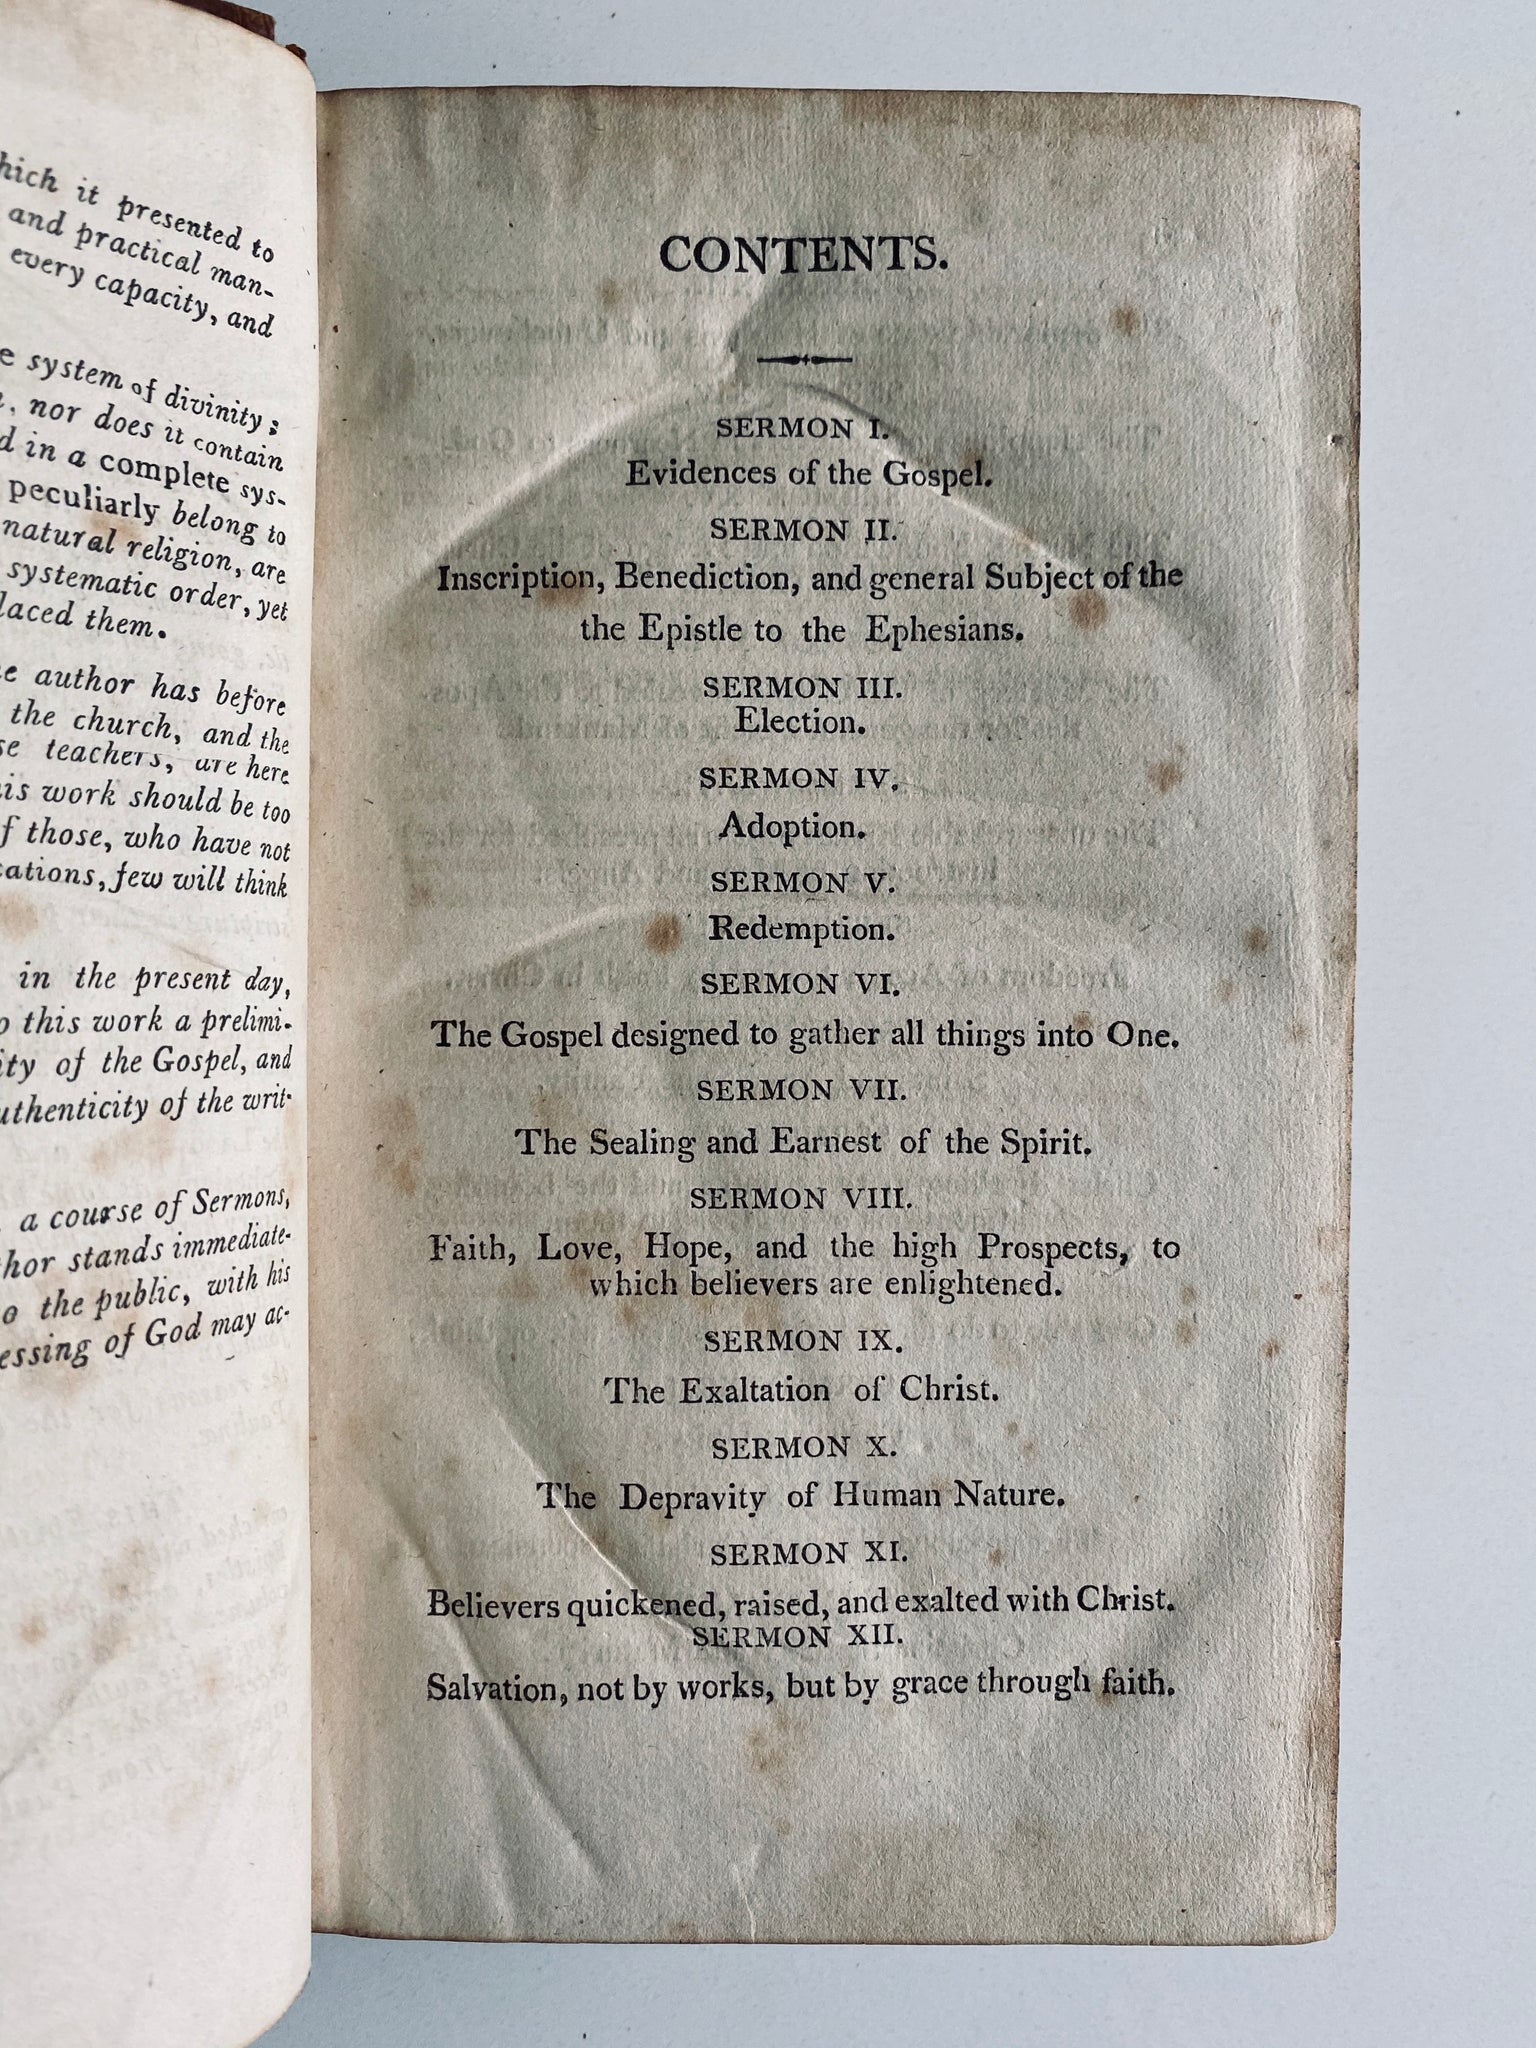 hich it presented to
and practical man-
every capacity, and
system of divinity;
nor does it contain
in a complete sys-
peculiarly belong to
natural religion, are
systematic order, yet
laced them.
author has before
the church, and the
teachers, are here
work should be too
those, who have not
few will think
in the present day,
this work a prelimi-
of the Gospel, and
uthenticity of the writ-
a course of Sermons,
stands immediate-
the public, with his
essing of God may ac-
CONTENTS.
SERMON I.
Evidences of the Gospel.
SERMON II.
Inscription, Benediction, and general Subject of the
the Epistle to the Ephesians.
SERMON III.
Election.
SERMON IV.
Adoption.
SERMON V.
Redemption.
SERMON VI.
The Gospel designed to gather all things into One.
SERMON VII.
The Sealing and Earnest of the Spirit.
SERMON VIII.
Faith, Love, Hope, and the high Prospects, to
which believers are enlightened.
SERMON IX.
The Exaltation of Christ.
SERMON X.
The Depravity of Human Nature.
SERMON XI.
Believers quickened, raised, and exalted with Christ.
SERMON XII.
Salvation, not by works, but by grace through faith.